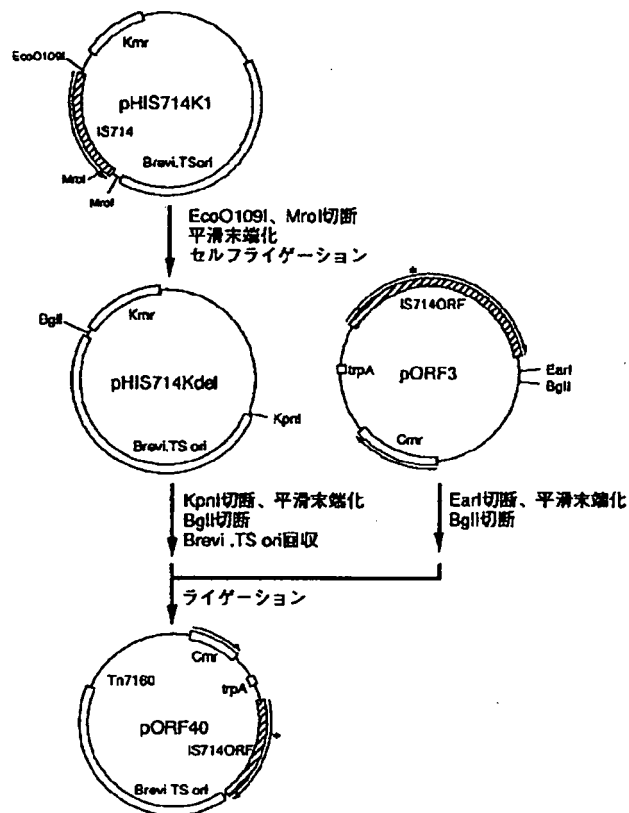 Kmr
EcoO109I
pHIS714K1
IS714
Brevi.TSori
MroI
MroI
EcoO109I、MroI切断
平滑末端化
セルフライゲーション
BglI
Kmr
pHIS714Kdel
KpnI
Brevi.TS ori
*
IS714ORF
trpA
pORF3
EarI
BglI
Cmr
KpnI切断、平滑末端化
BglI切断
Brevi .TS ori回収
EarI切断、平滑末端化
BglI切断
ライゲーション
Cmr
Tn7160
trpA
pORF40
IS714ORF
*
Brevi TS ori